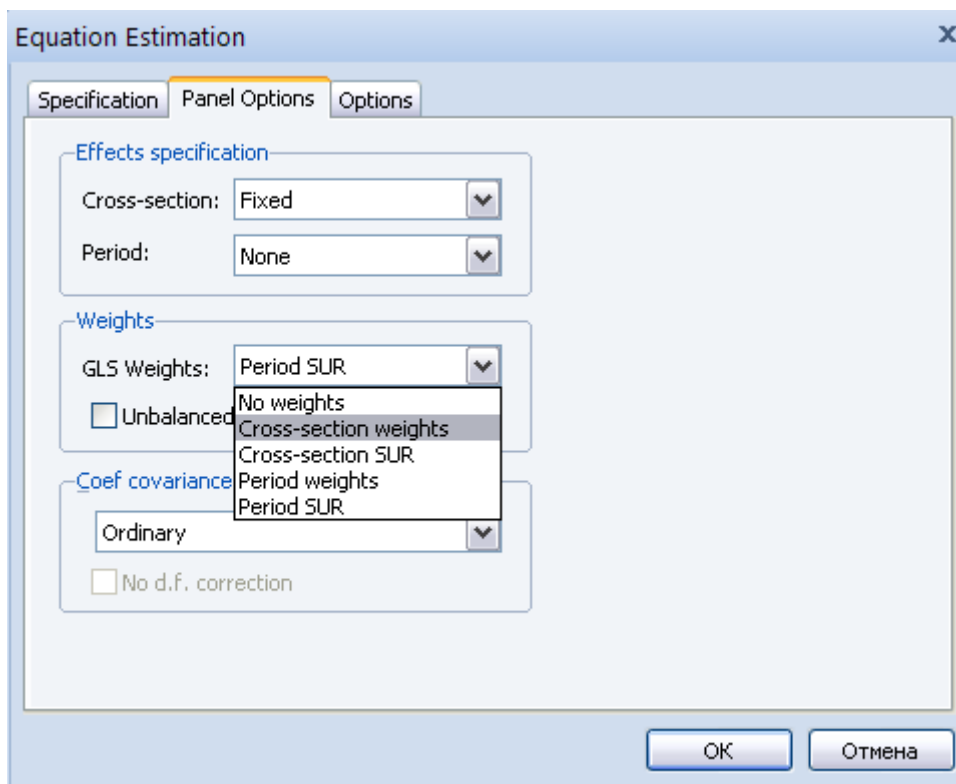 Equation Estimation x
Specification Panel Options Options
Effects specification
Cross-section: Fixed
Period: None
Weights
GLS Weights: Period SUR
No weights
Unbalanced
Cross-section weights
Cross-section SUR
Coef covariance
Period weights
Period SUR
Ordinary
No d.f. correction
OK Отмена